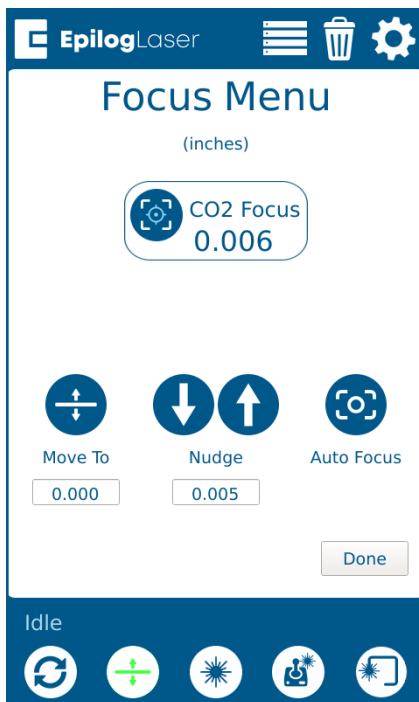 EpilogLaser
Focus Menu
(inches)
CO2 Focus
0.006
Move To
Nudge
Auto Focus
0.000
0.005
Done
Idle